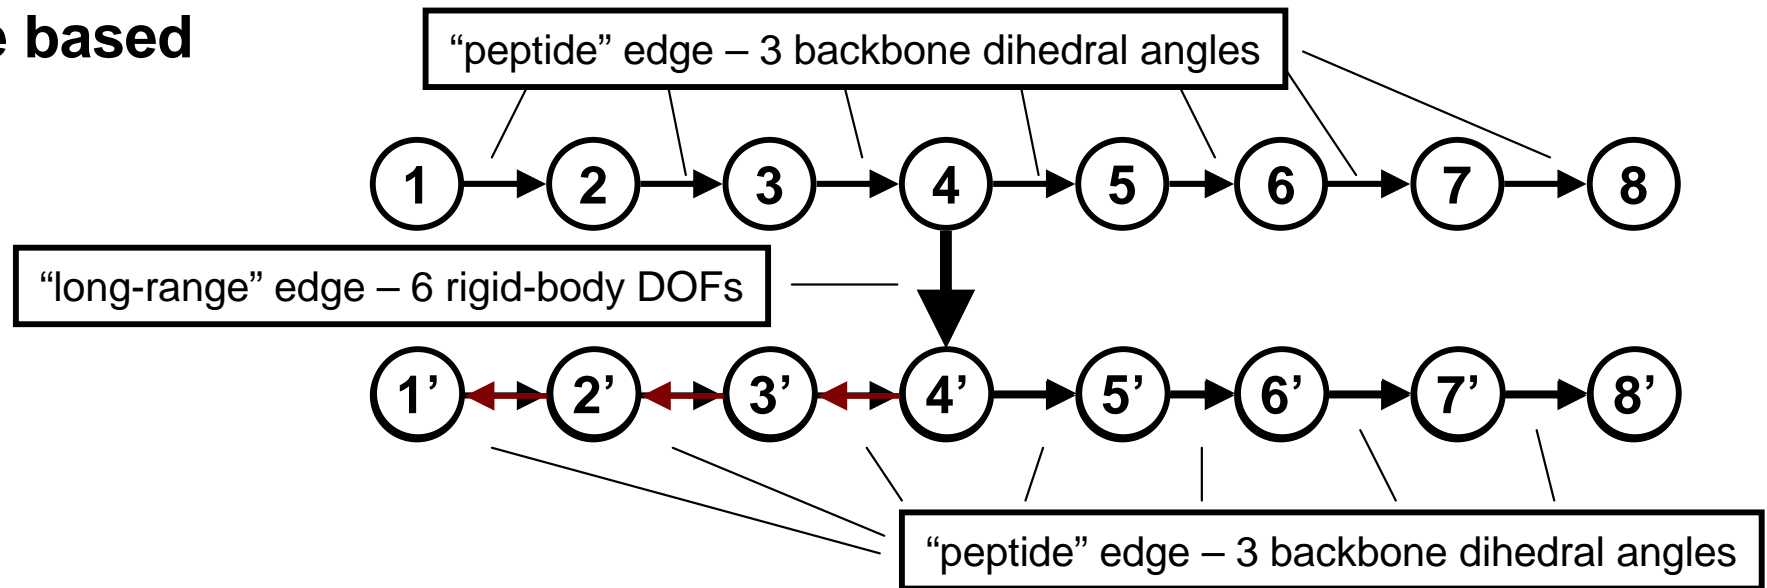 e based
“peptide” edge – 3 backbone dihedral angles
1 2 3 4 5 6 7 8
“long-range” edge – 6 rigid-body DOFs
1’ 2’ 3’ 4’ 5’ 6’ 7’ 8’
“peptide” edge – 3 backbone dihedral angles